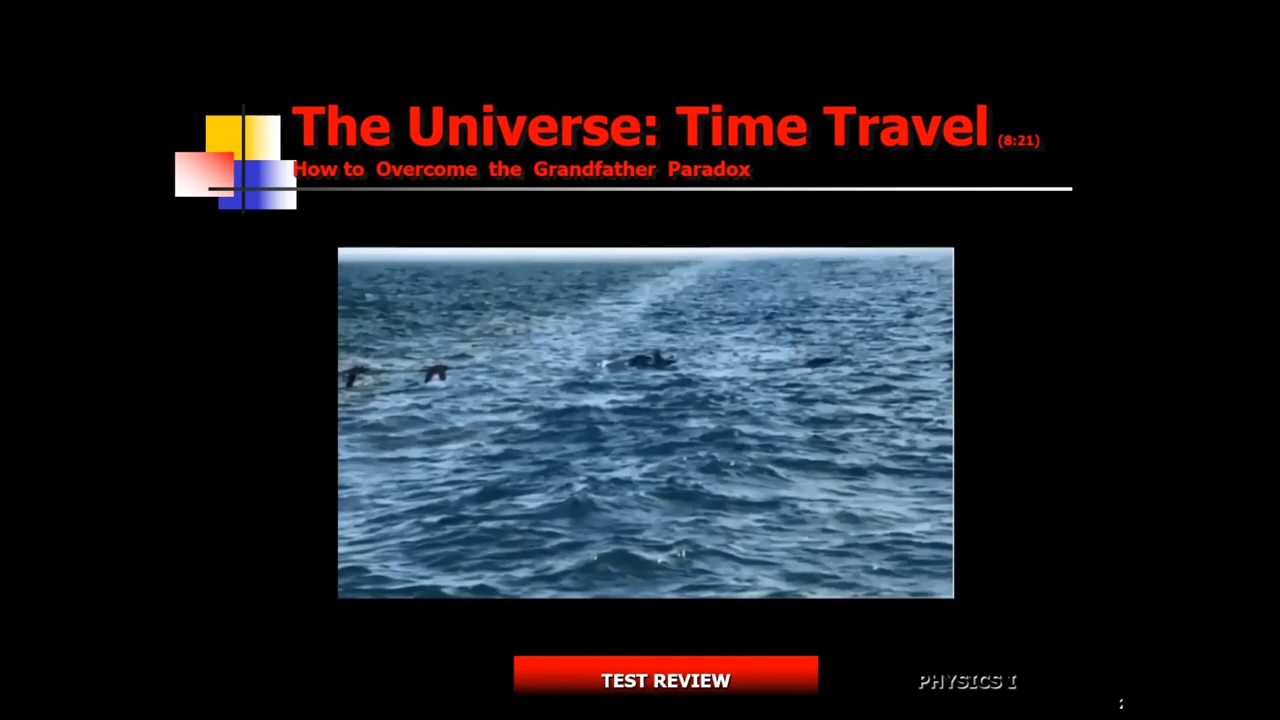 The Universe: Time Travel (8:21)
How to Overcome the Grandfather Paradox
TEST REVIEW
PHYSICS I